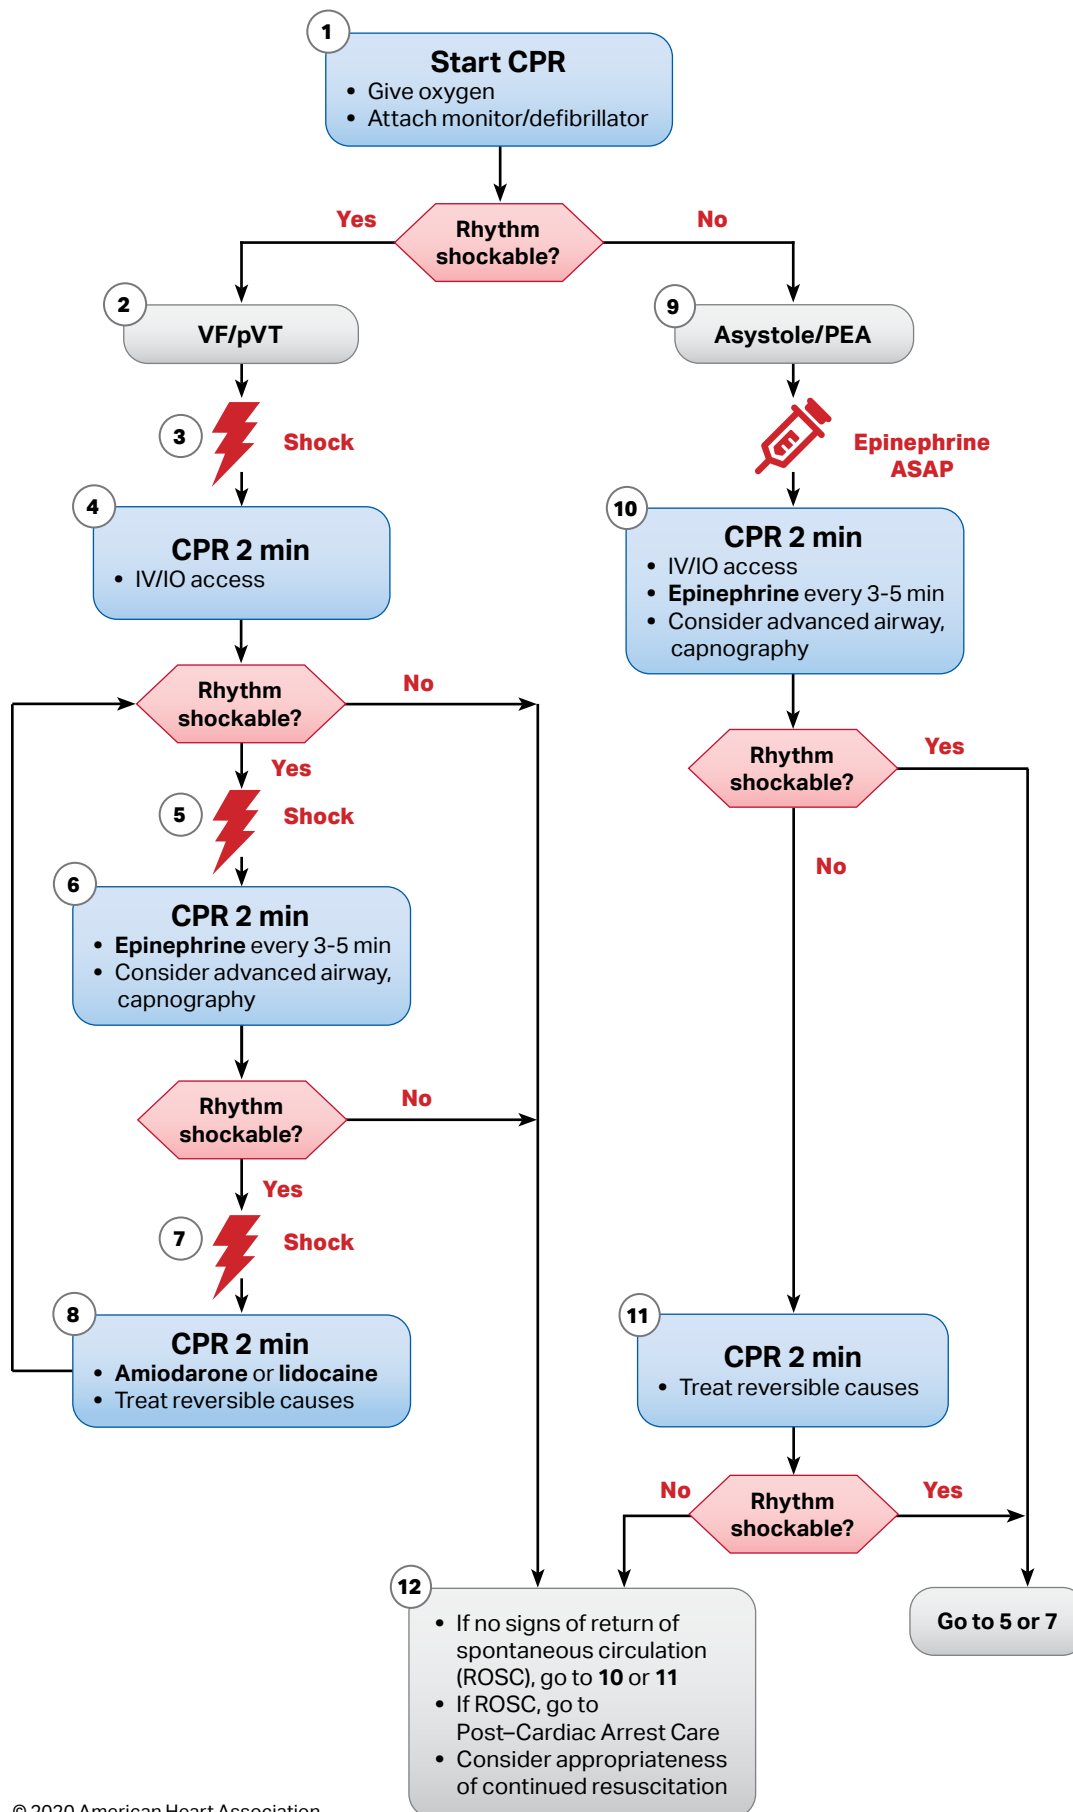 1
Start CPR
• Give oxygen
• Attach monitor/defibrillator
Rhythm
shockable?
Yes
No
2
VF/pVT
9
Asystole/PEA
3
Shock
Epinephrine
ASAP
4
CPR 2 min
• IV/IO access
10
CPR 2 min
• IV/IO access
• Epinephrine every 3-5 min
• Consider advanced airway,
capnography
Rhythm
shockable?
No
Yes
Rhythm
shockable?
Yes
No
5
Shock
6
CPR 2 min
• Epinephrine every 3-5 min
• Consider advanced airway,
capnography
Rhythm
shockable?
No
Yes
7
Shock
8
CPR 2 min
• Amiodarone or lidocaine
• Treat reversible causes
11
CPR 2 min
• Treat reversible causes
Rhythm
shockable?
No
Yes
12
• If no signs of return of
spontaneous circulation
(ROSC), go to 10 or 11
• If ROSC, go to
Post–Cardiac Arrest Care
• Consider appropriateness
of continued resuscitation
Go to 5 or 7
© 2020 American Heart Association